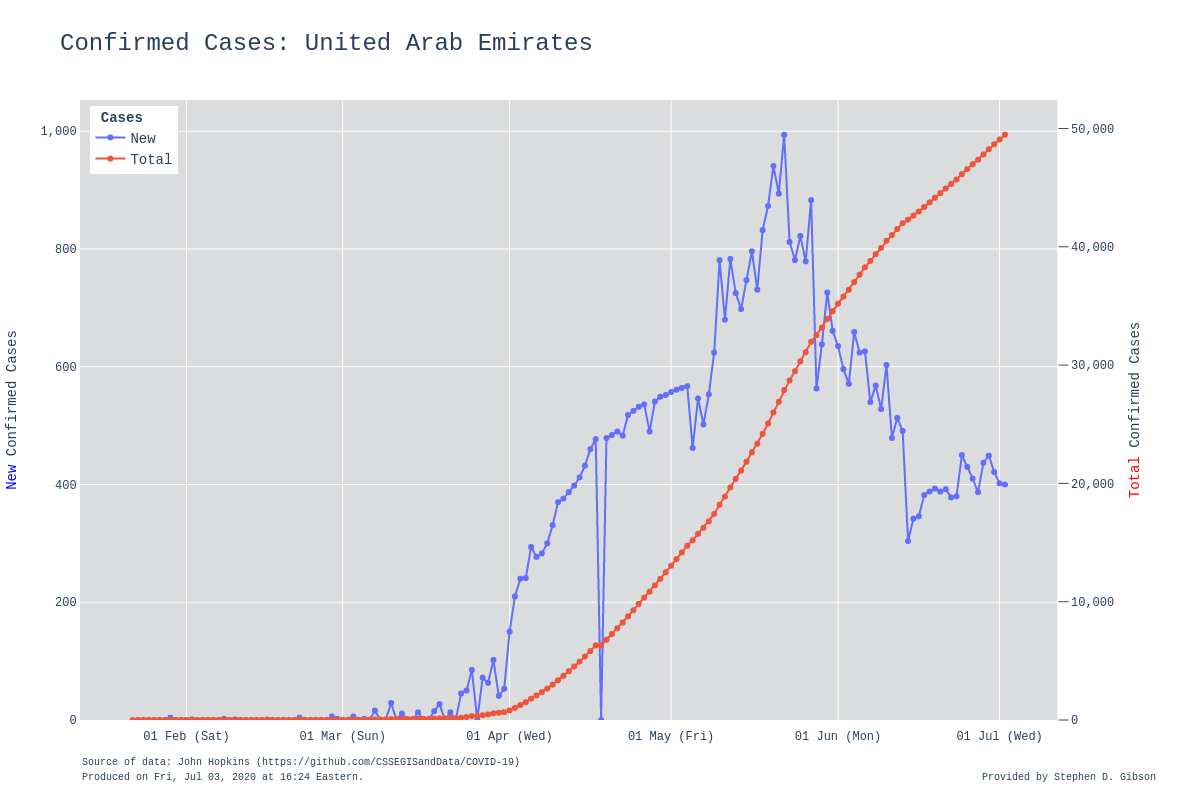 Confirmed Cases: United Arab Emirates
Cases
New
Total
1,000
800
600
400
200
0
50,000
40,000
30,000
20,000
10,000
0
New Confirmed Cases
Total Confirmed Cases
01 Feb (Sat) 01 Mar (Sun) 01 Apr (Wed) 01 May (Fri) 01 Jun (Mon) 01 Jul (Wed)
Source of data: John Hopkins (https://github.com/CSSEGISandData/COVID-19)
Produced on Fri, Jul 03, 2020 at 16:24 Eastern.
Provided by Stephen D. Gibson